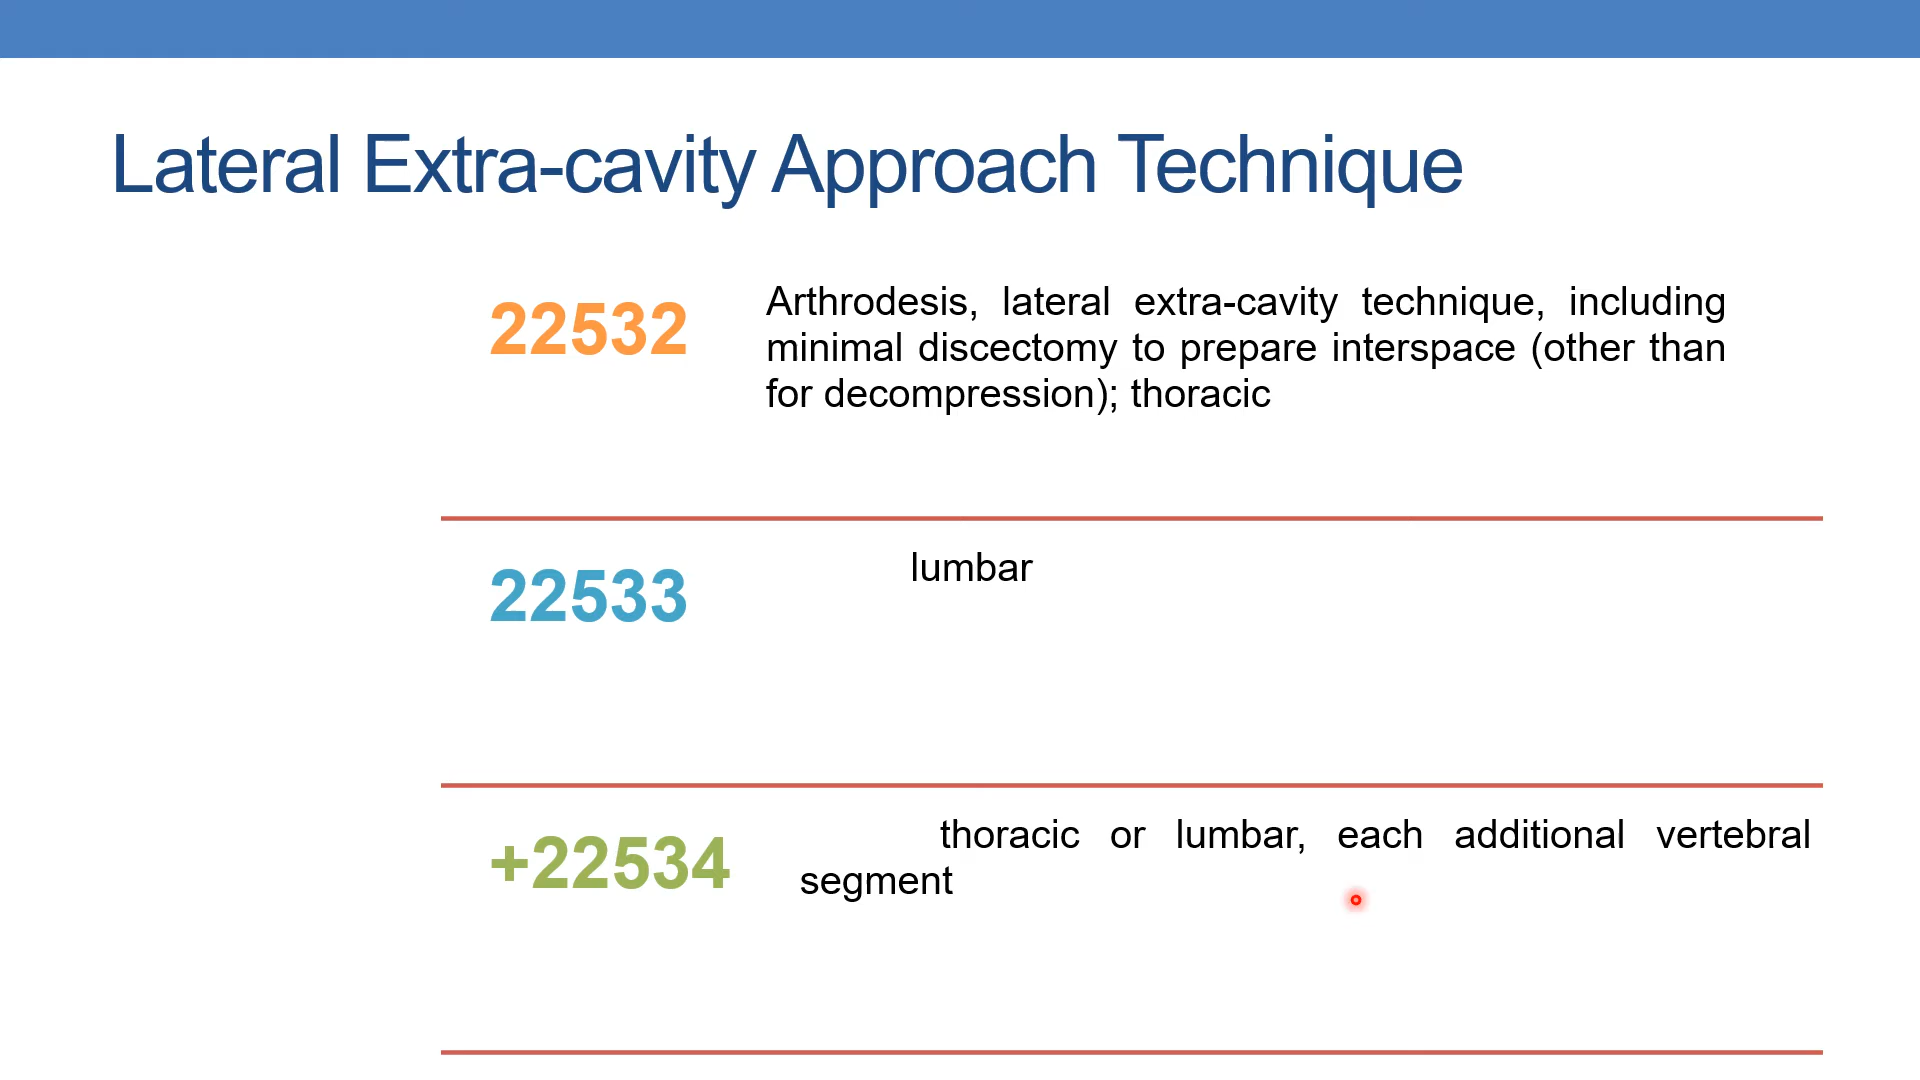 Lateral Extra-cavity Approach Technique
22532
Arthrodesis, lateral extra-cavity technique, including
minimal discectomy to prepare interspace (other than
for decompression); thoracic
22533
lumbar
+22534
thoracic or lumbar, each additional vertebral
segment